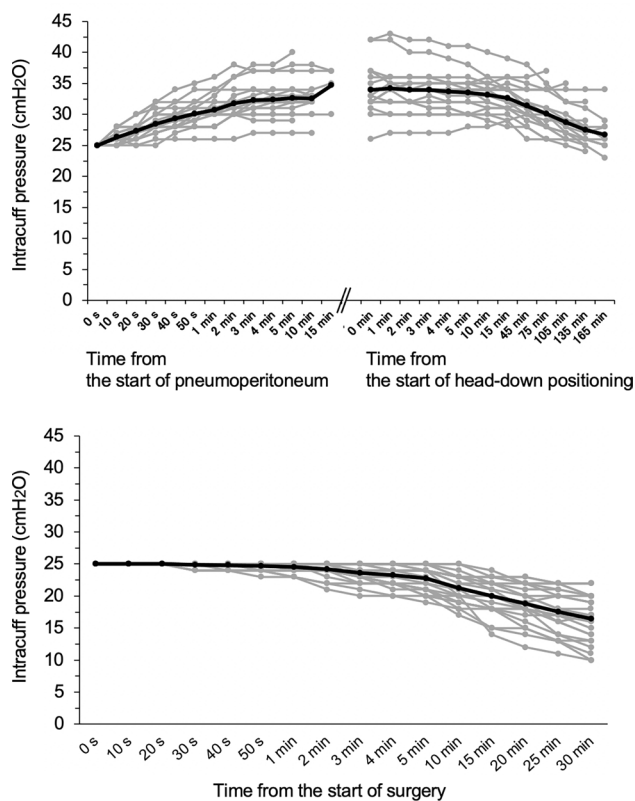 Intracuff pressure (cmH2O)
45
40
35
30
25
20
15
10
5
0
0 s
10 s
20 s
30 s
40 s
50 s
1 min
2 min
3 min
4 min
5 min
10 min
15 min
0 min
1 min
2 min
3 min
4 min
5 min
10 min
15 min
45 min
75 min
105 min
135 min
165 min
Time from
the start of pneumoperitoneum
Time from
the start of head-down positioning
Intracuff pressure (cmH2O)
45
40
35
30
25
20
15
10
5
0
0 s
10 s
20 s
30 s
40 s
50 s
1 min
2 min
3 min
4 min
5 min
10 min
15 min
20 min
25 min
30 min
Time from the start of surgery